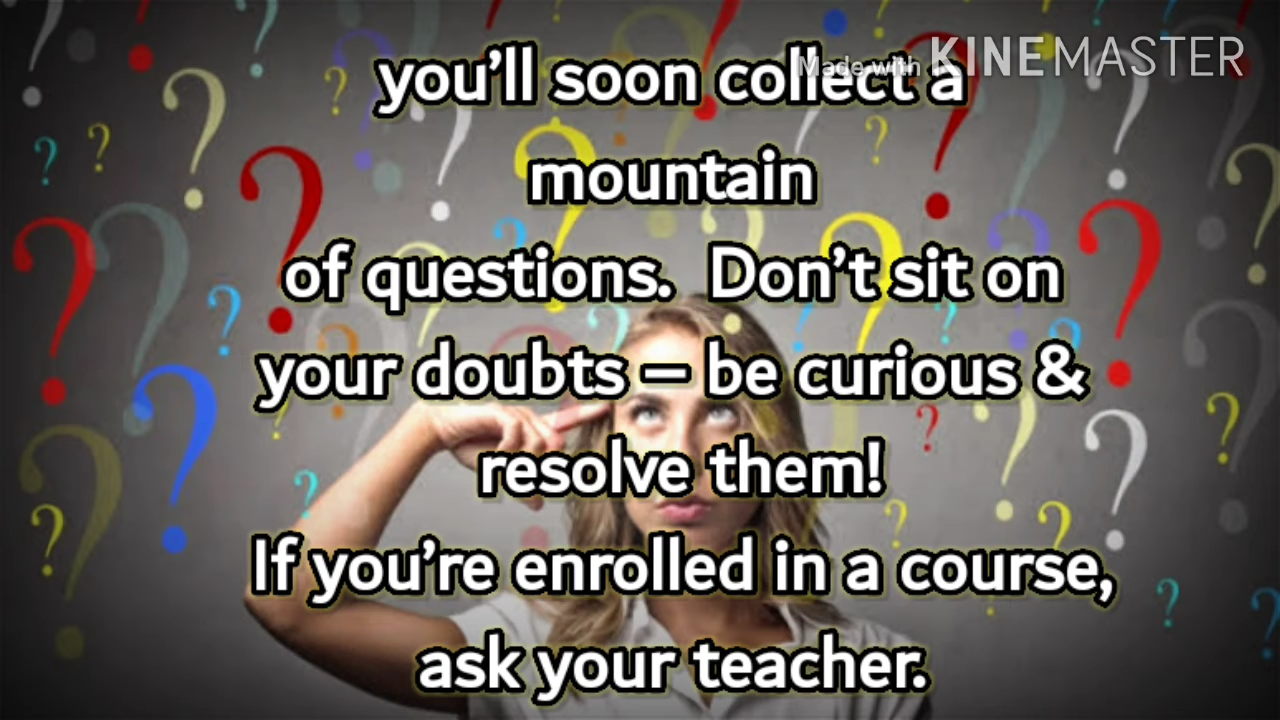 Made with KINEMASTER
you’ll soon collect a
mountain
of questions.  Don’t sit on
your doubts – be curious &
resolve them!
If you’re enrolled in a course,
ask your teacher.